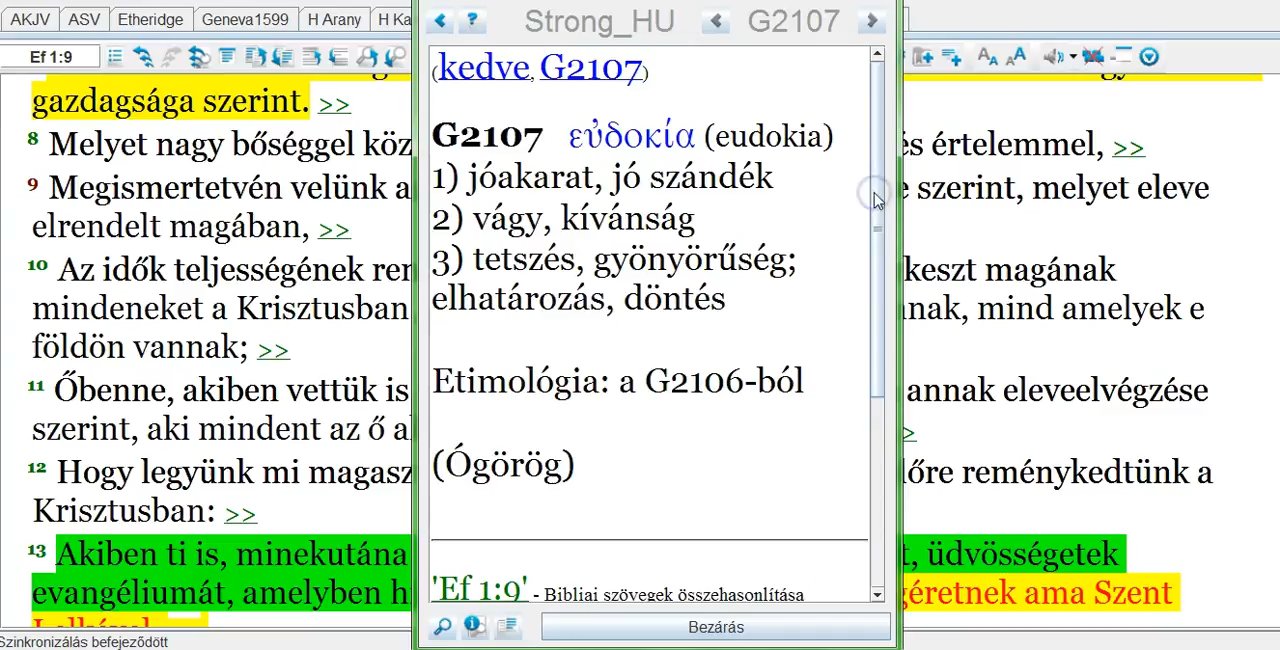 AKJV ASV Etheridge Geneva1599 H Arany H Ka
Ef 1:9
gazdagsága szerint. >>
8 Melyet nagy bőséggel köz és értelemmel, >>
9 Megismertetvén velünk a e szerint, melyet eleve
elrendelt magában, >>
10 Az idők teljességének ren keszt magának
mindeneket a Krisztusban nak, mind amelyek e
földön vannak; >>
11 Őbenne, akiben vettük is annak eleveelvégzése
szerint, aki mindent az ő al >
12 Hogy legyünk mi magasz lőre reménykedtünk a
Krisztusban: >>
13 Akiben ti is, minekutána t, üdvösségetek
evangéliumát, amelyben h géretnek ama Szent
Szinkronizálás befejeződött
Strong_HU G2107
(kedve, G2107)
G2107 εὐδοκία (eudokia)
1) jóakarat, jó szándék
2) vágy, kívánság
3) tetszés, gyönyörűség;
elhatározás, döntés
Etimológia: a G2106-ból
(Ógörög)
'Ef 1:9' - Bibliai szövegek összehasonlítása
Bezárás